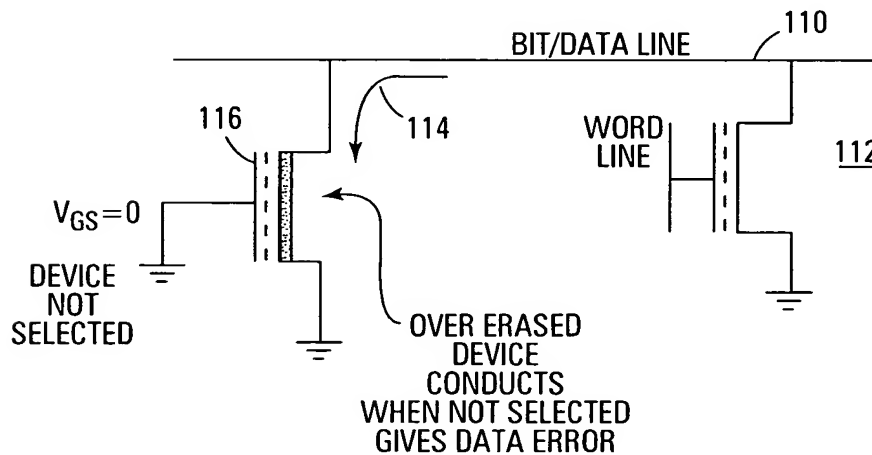 BIT/DATA LINE
110
116
114
WORD
LINE
112
V_GS=0
DEVICE
NOT
SELECTED
OVER ERASED
DEVICE
CONDUCTS
WHEN NOT SELECTED
GIVES DATA ERROR